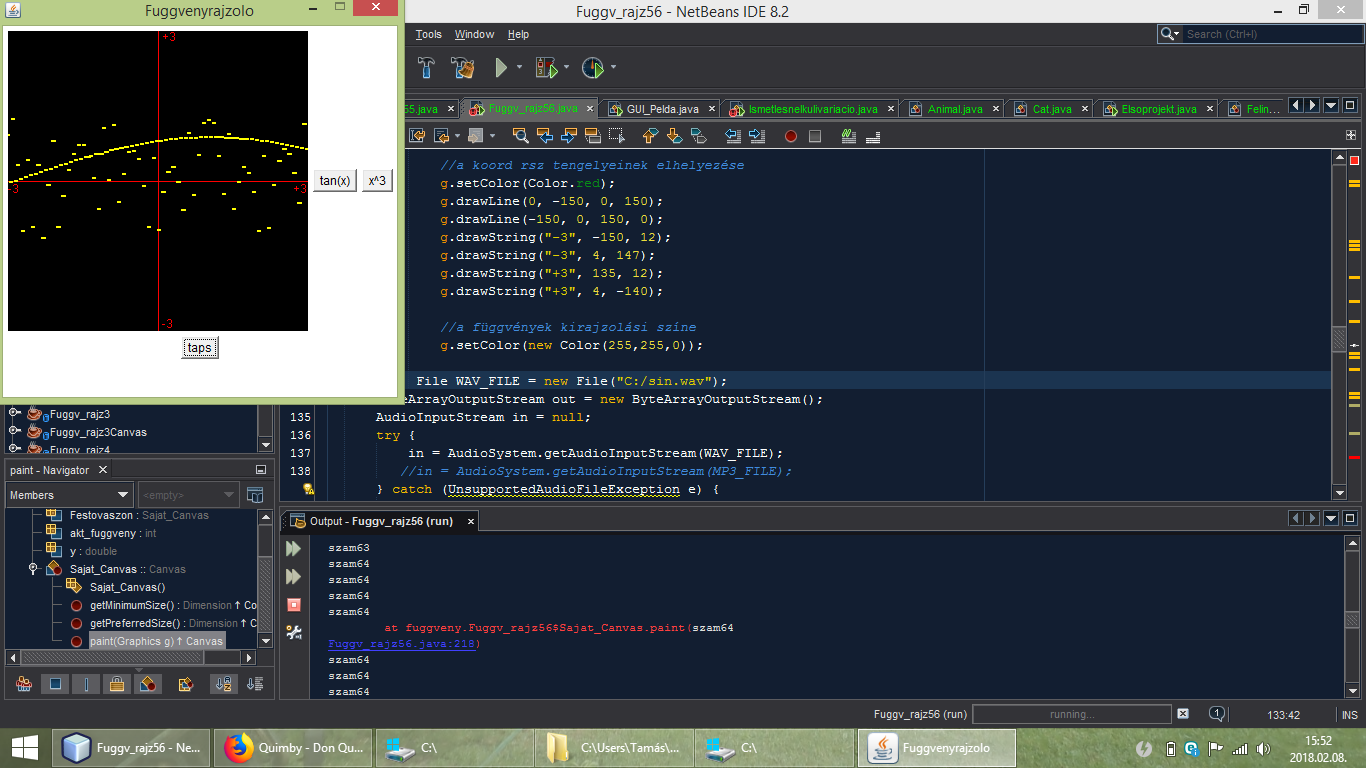 Fuggvenyrajzolo
+3
-3
+3
-3
tan(x)
x^3
taps
Fuggv_rajz56 - NetBeans IDE 8.2
Tools Window Help
Search (Ctrl+I)
55.java
Fuggv_rajz56.java
GUI_Pelda.java
Ismetlesnelkulivariacio.java
Animal.java
Cat.java
Elsoprojekt.java
Felin...
//a koord rsz tengelyeinek elhelyezése
g.setColor(Color.red);
g.drawLine(0, -150, 0, 150);
g.drawLine(-150, 0, 150, 0);
g.drawString("-3", -150, 12);
g.drawString("-3", 4, 147);
g.drawString("+3", 135, 12);
g.drawString("+3", 4, -140);
//a függvények kirajzolási színe
g.setColor(new Color(255,255,0));
File WAV_FILE = new File("C:/sin.wav");
teArrayOutputStream out = new ByteArrayOutputStream();
135 AudioInputStream in = null;
136 try {
137 in = AudioSystem.getAudioInputStream(WAV_FILE);
138 //in = AudioSystem.getAudioInputStream(MP3_FILE);
} catch (UnsupportedAudioFileException e) {
Fuggv_rajz3
Fuggv_rajz3Canvas
Fuggv_rajz4
paint - Navigator
Members
<empty>
Festovaszon : Sajat_Canvas
akt_fuggveny : int
y : double
Sajat_Canvas :: Canvas
Sajat_Canvas()
getMinimumSize() : Dimension ↑ Co
getPreferredSize() : Dimension ↑ C
paint(Graphics g) ↑ Canvas
Output - Fuggv_rajz56 (run)
szam63
szam64
szam64
szam64
szam64
at fuggveny.Fuggv_rajz56$Sajat_Canvas.paint(szam64
Fuggv_rajz56.java:218)
szam64
szam64
szam64
Fuggv_rajz56 (run)
running...
1
133:42
INS
Fuggv_rajz56 - Ne...
Quimby - Don Qu...
C:\
C:\Users\Tamás\...
C:\
Fuggvenyrajzolo
15:52
2018.02.08.